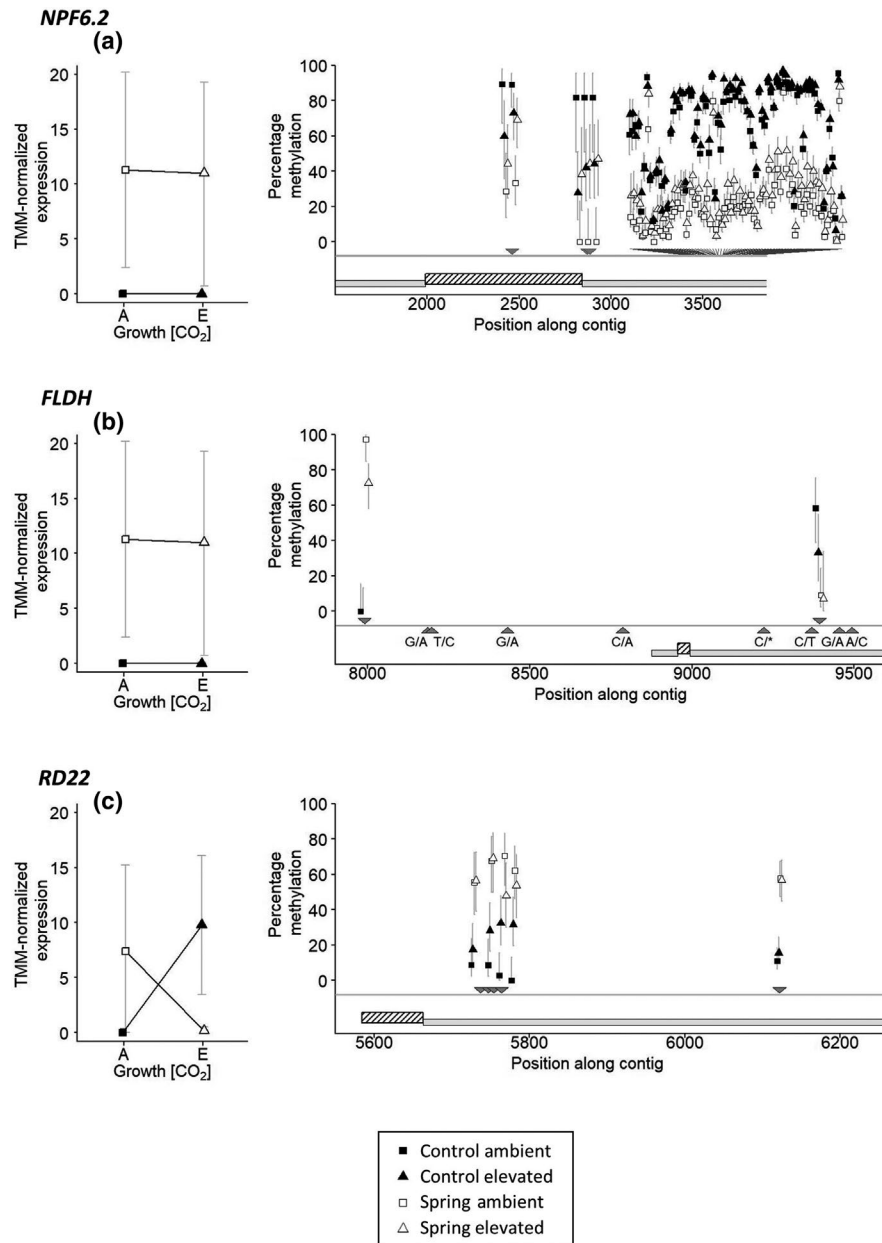 NPF6.2
(a)
TMM-normalized
expression
20
15
10
5
0
A E
Growth [CO₂]
Percentage
methylation
100
80
60
40
20
0
2000 2500 3000 3500
Position along contig
FLDH
(b)
TMM-normalized
expression
20
15
10
5
0
A E
Growth [CO₂]
Percentage
methylation
100
80
60
40
20
0
G/A T/C G/A C/A C/* C/T G/A A/C
8000 8500 9000 9500
Position along contig
RD22
(c)
TMM-normalized
expression
20
15
10
5
0
A E
Growth [CO₂]
Percentage
methylation
100
80
60
40
20
0
5600 5800 6000 6200
Position along contig
Control ambient
Control elevated
Spring ambient
Spring elevated